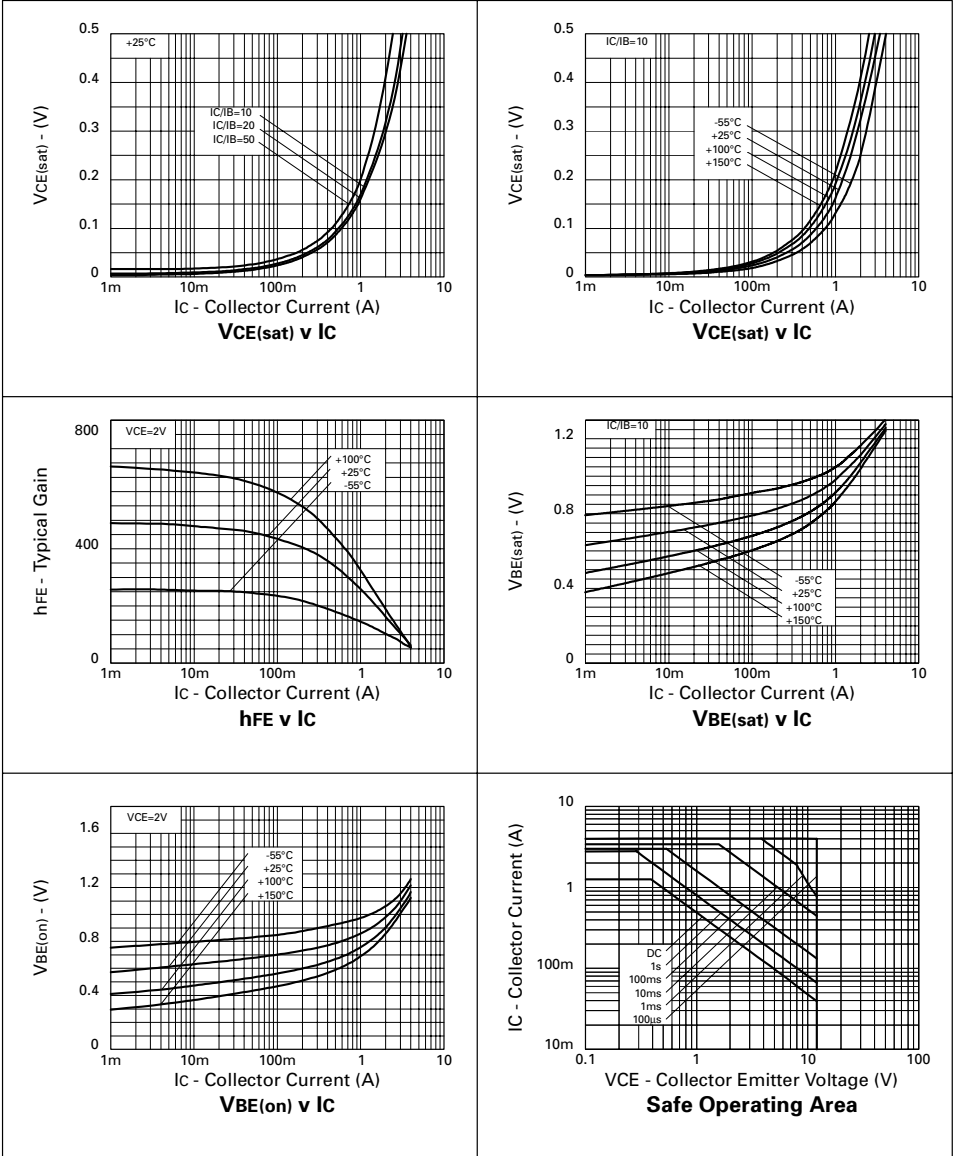 0.5
0.4
0.3
0.2
0.1
0
VCE(sat) - (V)
+25°C
IC/IB=10
IC/IB=20
IC/IB=50
1m
10m
100m
1
10
IC - Collector Current (A)
VCE(sat) v IC
0.5
0.4
0.3
0.2
0.1
0
VCE(sat) - (V)
IC/IB=10
-55°C
+25°C
+100°C
+150°C
1m
10m
100m
1
10
IC - Collector Current (A)
VCE(sat) v IC
800
400
0
hFE - Typical Gain
VCE=2V
+100°C
+25°C
-55°C
1m
10m
100m
1
10
IC - Collector Current (A)
hFE v IC
1.2
0.8
0.4
0
VBE(sat) - (V)
IC/IB=10
-55°C
+25°C
+100°C
+150°C
1m
10m
100m
1
10
IC - Collector Current (A)
VBE(sat) v IC
1.6
1.2
0.8
0.4
0
VBE(on) - (V)
VCE=2V
-55°C
+25°C
+100°C
+150°C
1m
10m
100m
1
10
IC - Collector Current (A)
VBE(on) v IC
10
1
100m
10m
IC - Collector Current (A)
DC
1s
100ms
10ms
1ms
100µs
0.1
1
10
100
VCE - Collector Emitter Voltage (V)
Safe Operating Area